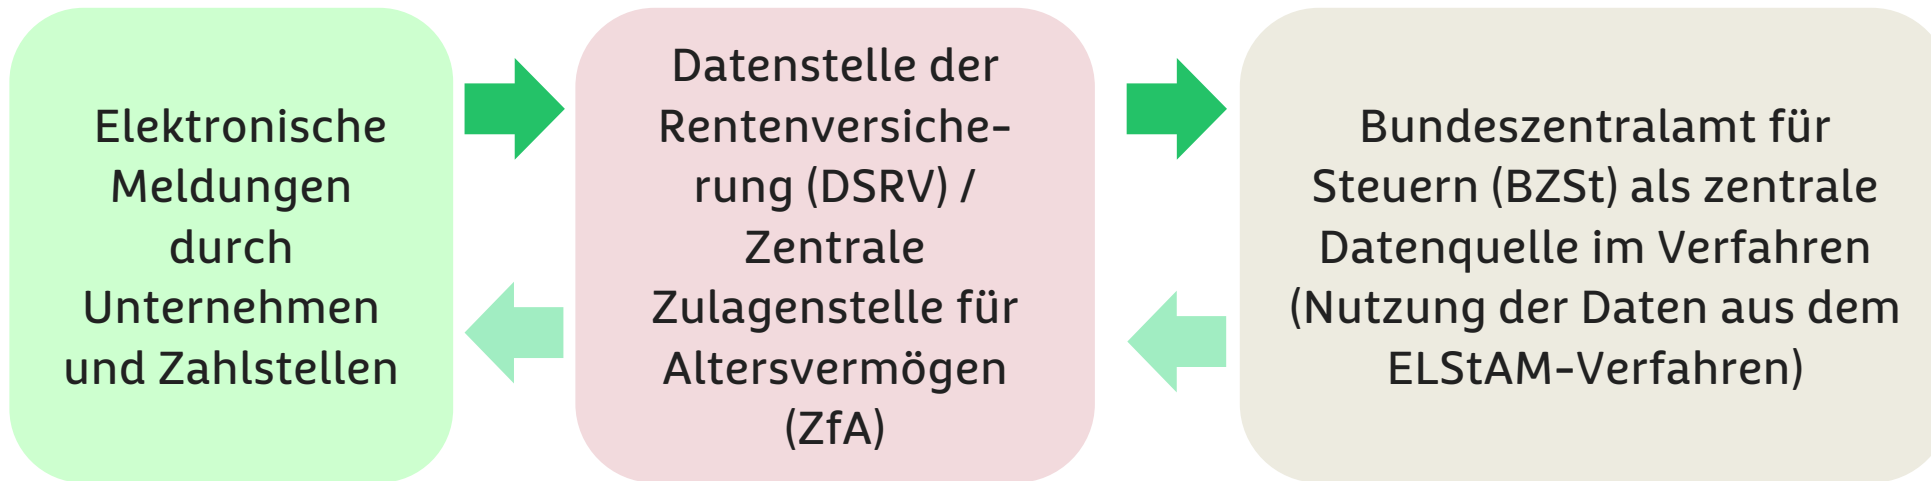 Elektronische
Meldungen
durch
Unternehmen
und Zahlstellen
Datenstelle der
Rentenversiche-
rung (DSRV) /
Zentrale
Zulagenstelle für
Altersvermögen
(ZfA)
Bundeszentralamt für
Steuern (BZSt) als zentrale
Datenquelle im Verfahren
(Nutzung der Daten aus dem
ELStAM-Verfahren)